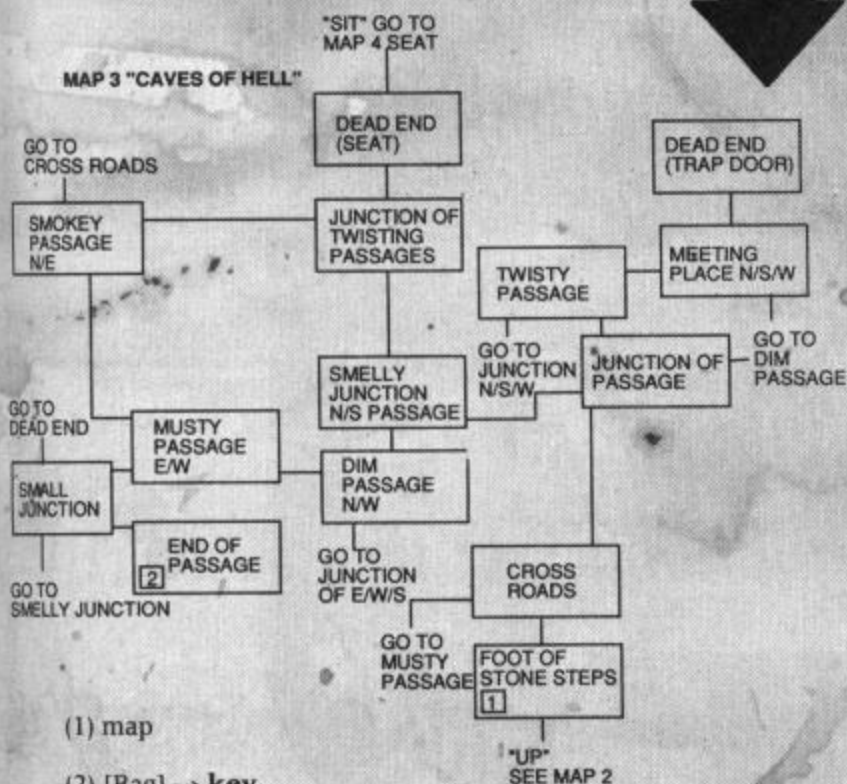 "SIT" GO TO
MAP 4 SEAT
MAP 3 "CAVES OF HELL"
DEAD END
(SEAT)
DEAD END
(TRAP DOOR)
GO TO
CROSS ROADS
SMOKEY
PASSAGE
N/E
JUNCTION OF
TWISTING
PASSAGES
TWISTY
PASSAGE
MEETING
PLACE N/S/W
GO TO
JUNCTION
N/S/W
JUNCTION OF
PASSAGE
GO TO
DIM
PASSAGE
SMELLY
JUNCTION
N/S PASSAGE
GO TO
DEAD END
MUSTY
PASSAGE
E/W
SMALL
JUNCTION
DIM
PASSAGE
N/W
END OF
PASSAGE
2
GO TO
SMELLY JUNCTION
GO TO
JUNCTION
OF E/W/S
CROSS
ROADS
GO TO
MUSTY
PASSAGE
FOOT OF
STONE STEPS
1
"UP"
SEE MAP 2
(1) map
(2) [Bag] --> key